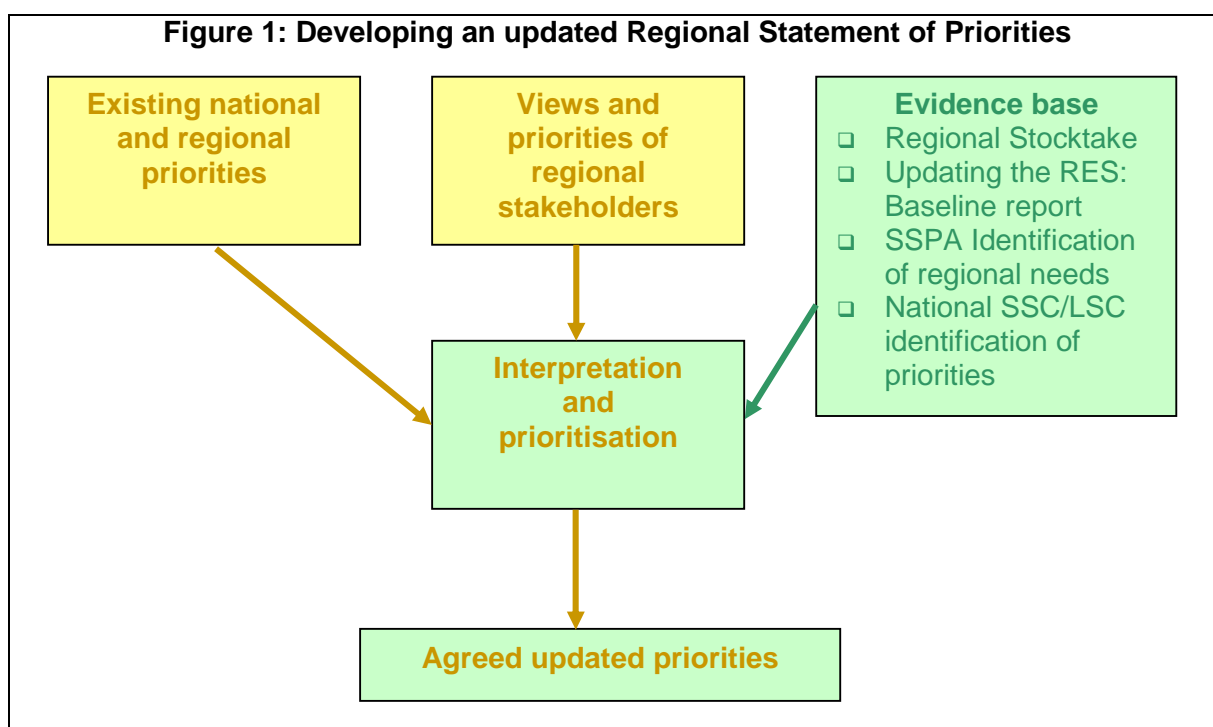 Figure 1: Developing an updated Regional Statement of Priorities
Existing national
and regional
priorities
Views and
priorities of
regional
stakeholders
Evidence base
❑ Regional Stocktake
❑ Updating the RES:
Baseline report
❑ SSPA Identification
of regional needs
❑ National SSC/LSC
identification of
priorities
Interpretation
and
prioritisation
Agreed updated priorities